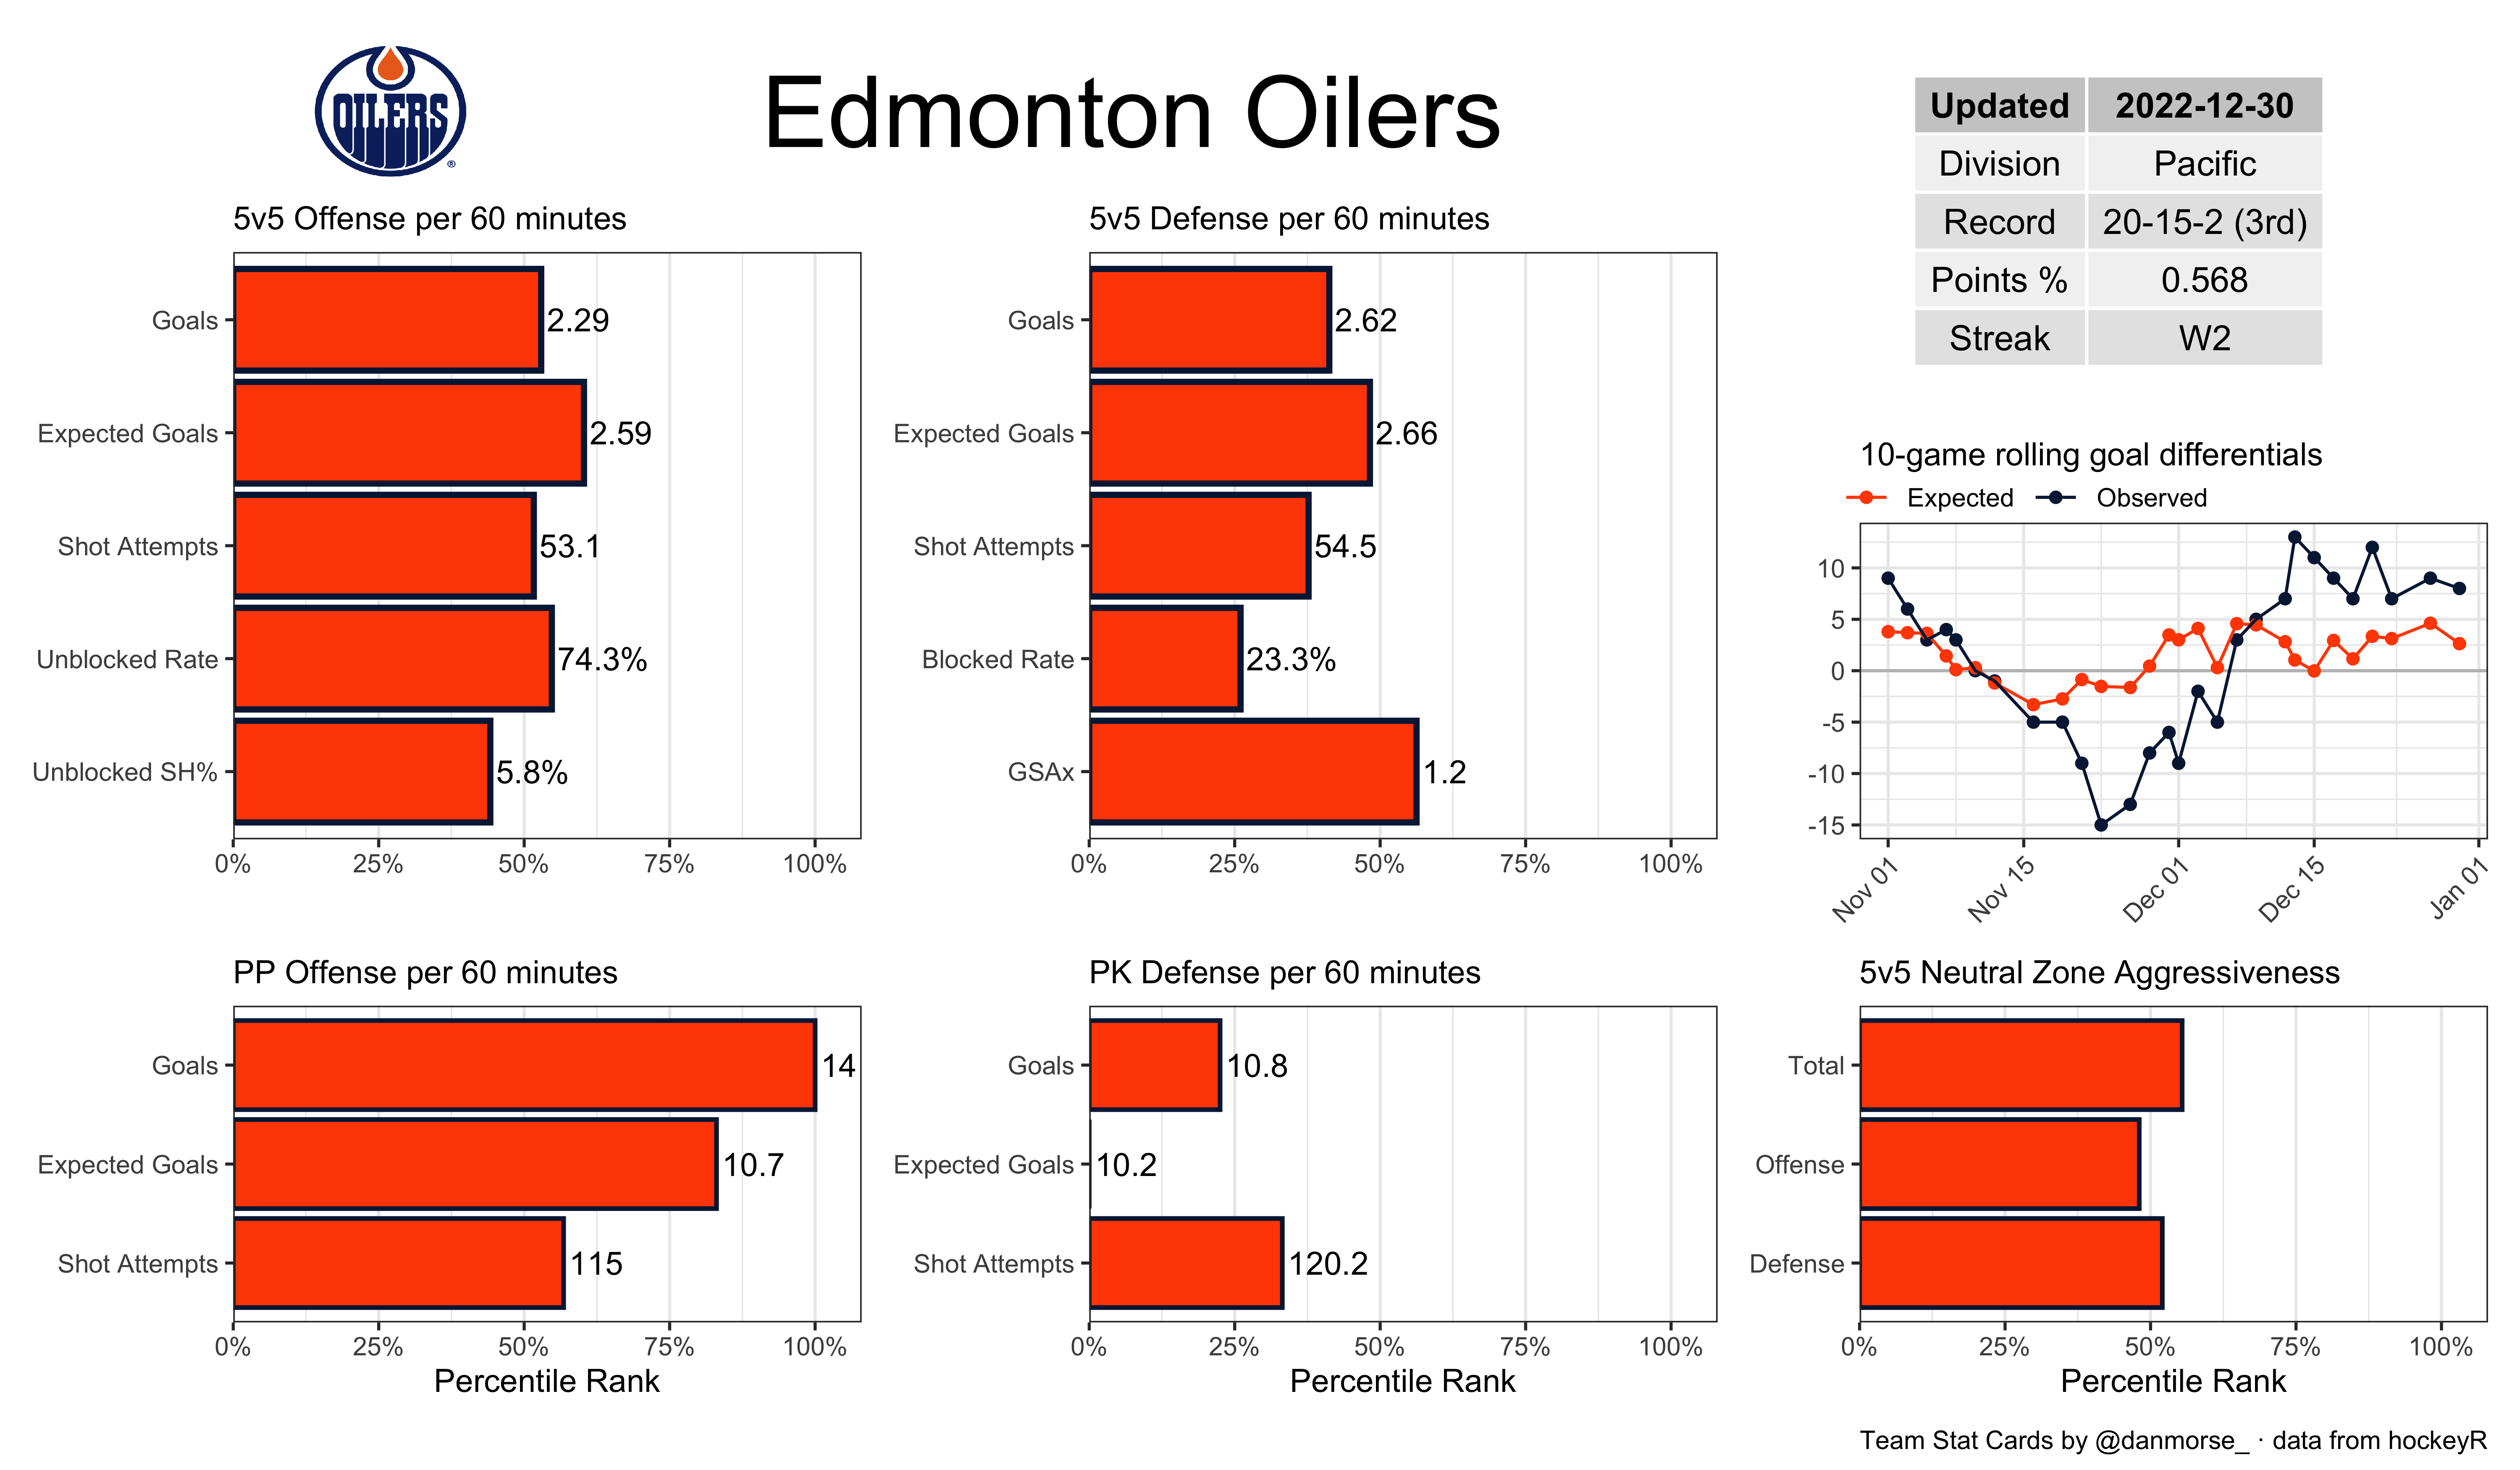 OILERS
®
Edmonton Oilers
Updated 2022-12-30
Division Pacific
Record 20-15-2 (3rd)
Points % 0.568
Streak W2
5v5 Offense per 60 minutes
Goals 2.29
Expected Goals 2.59
Shot Attempts 53.1
Unblocked Rate 74.3%
Unblocked SH% 5.8%
0% 25% 50% 75% 100%
5v5 Defense per 60 minutes
Goals 2.62
Expected Goals 2.66
Shot Attempts 54.5
Blocked Rate 23.3%
GSAx 1.2
0% 25% 50% 75% 100%
10-game rolling goal differentials
Expected Observed
10
5
0
-5
-10
-15
Nov 01 Nov 15 Dec 01 Dec 15 Jan 01
PP Offense per 60 minutes
Goals 14
Expected Goals 10.7
Shot Attempts 115
0% 25% 50% 75% 100%
Percentile Rank
PK Defense per 60 minutes
Goals 10.8
Expected Goals 10.2
Shot Attempts 120.2
0% 25% 50% 75% 100%
Percentile Rank
5v5 Neutral Zone Aggressiveness
Total
Offense
Defense
0% 25% 50% 75% 100%
Percentile Rank
Team Stat Cards by @danmorse_ · data from hockeyR